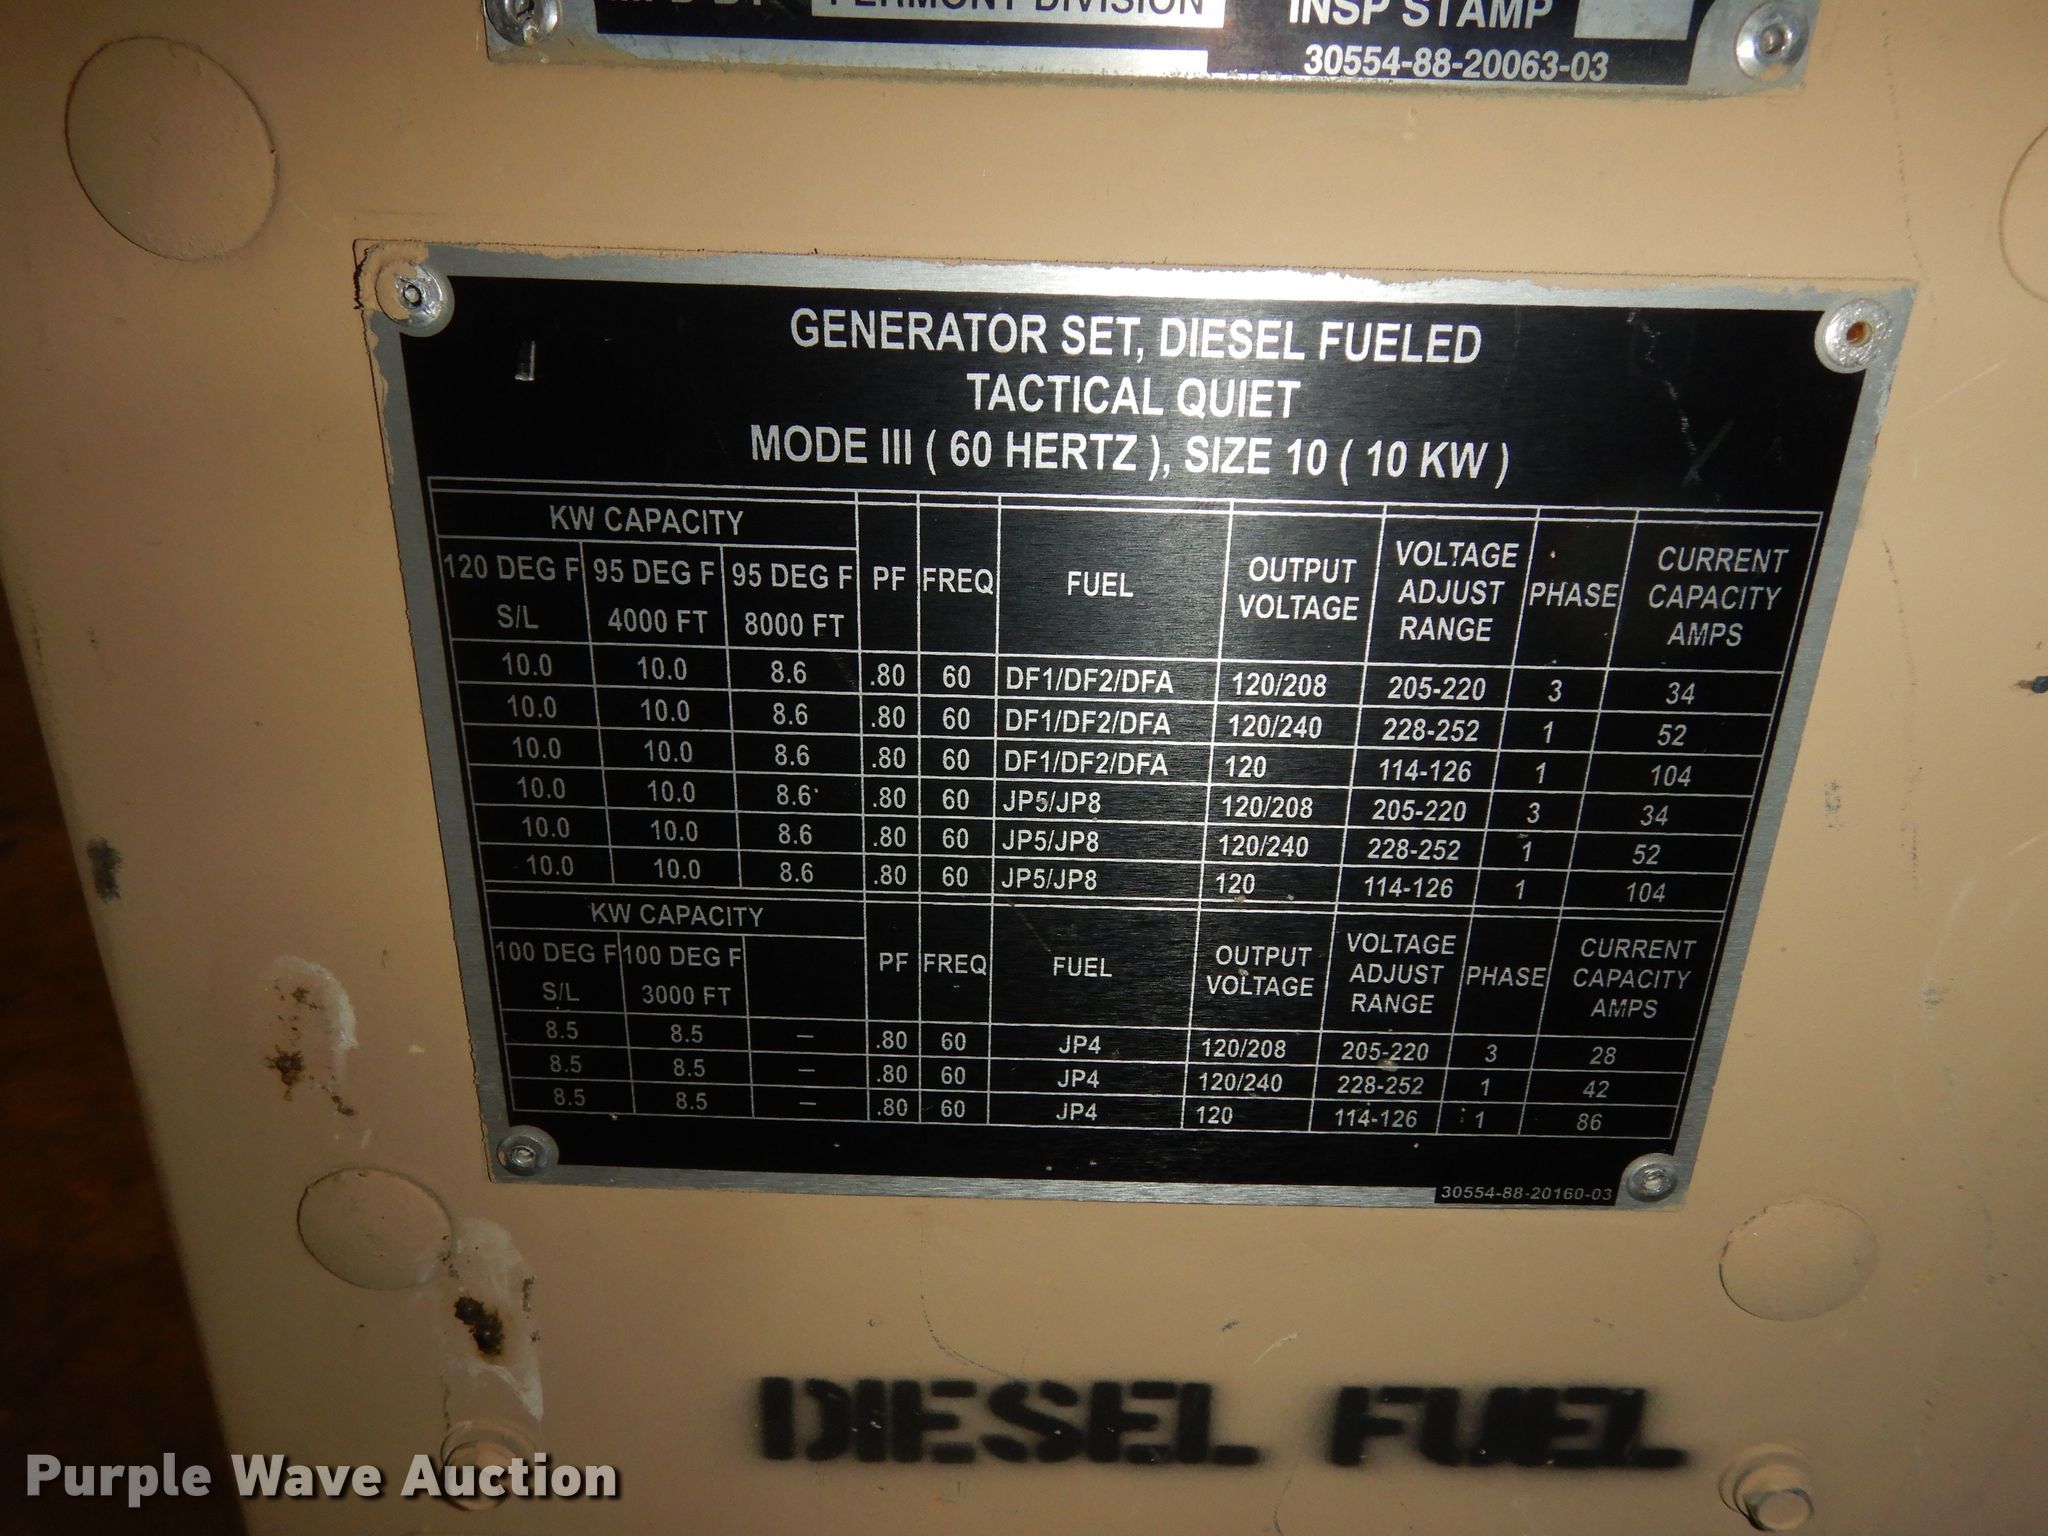 FERMONT DIVISION
INSP STAMP
30554-88-20063-03
GENERATOR SET, DIESEL FUELED
TACTICAL QUIET
MODE III ( 60 HERTZ ), SIZE 10 ( 10 KW )
KW CAPACITY
120 DEG F S/L 95 DEG F 4000 FT 95 DEG F 8000 FT PF FREQ FUEL OUTPUT VOLTAGE VOLTAGE ADJUST RANGE PHASE CURRENT CAPACITY AMPS
10.0 10.0 8.6 .80 60 DF1/DF2/DFA 120/208 205-220 3 34
10.0 10.0 8.6 .80 60 DF1/DF2/DFA 120/240 228-252 1 52
10.0 10.0 8.6 .80 60 DF1/DF2/DFA 120 114-126 1 104
10.0 10.0 8.6 .80 60 JP5/JP8 120/208 205-220 3 34
10.0 10.0 8.6 .80 60 JP5/JP8 120/240 228-252 1 52
10.0 10.0 8.6 .80 60 JP5/JP8 120 114-126 1 104
KW CAPACITY
100 DEG F S/L 100 DEG F 3000 FT PF FREQ FUEL OUTPUT VOLTAGE VOLTAGE ADJUST RANGE PHASE CURRENT CAPACITY AMPS
8.5 8.5 – .80 60 JP4 120/208 205-220 3 28
8.5 8.5 – .80 60 JP4 120/240 228-252 1 42
8.5 8.5 – .80 60 JP4 120 114-126 1 86
30554-88-20160-03
DIESEL FUEL
Purple Wave Auction